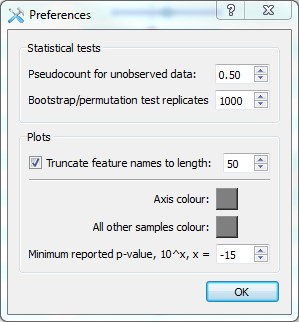 Preferences
Statistical tests
Pseudocount for unobserved data: 0.50
Bootstrap/permutation test replicates 1000
Plots
Truncate feature names to length: 50
Axis colour:
All other samples colour:
Minimum reported p-value, 10^x, x = -15
OK